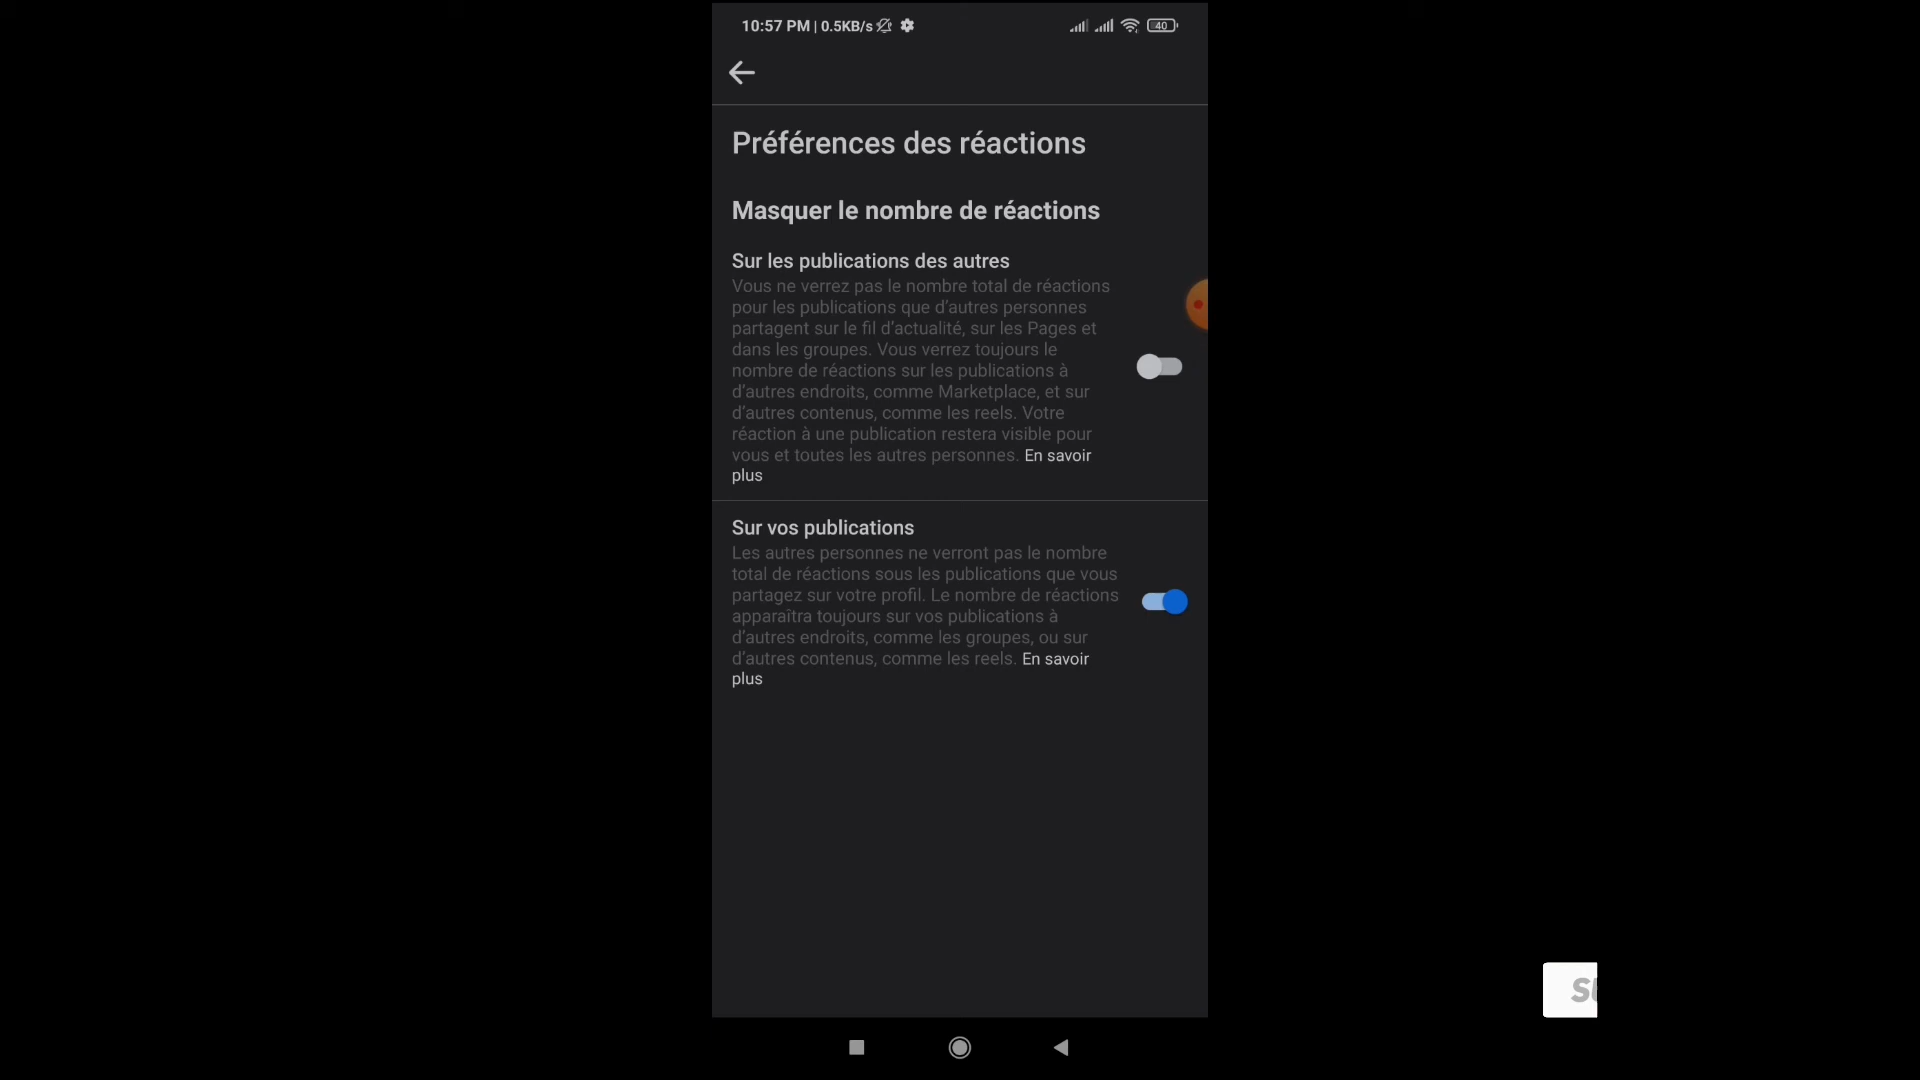 10:57 PM | 0.5KB/s
40
Préférences des réactions
Masquer le nombre de réactions
Sur les publications des autres
Vous ne verrez pas le nombre total de réactions
pour les publications que d’autres personnes
partagent sur le fil d’actualité, sur les Pages et
dans les groupes. Vous verrez toujours le
nombre de réactions sur les publications à
d’autres endroits, comme Marketplace, et sur
d’autres contenus, comme les reels. Votre
réaction à une publication restera visible pour
vous et toutes les autres personnes. En savoir
plus
Sur vos publications
Les autres personnes ne verront pas le nombre
total de réactions sous les publications que vous
partagez sur votre profil. Le nombre de réactions
apparaîtra toujours sur vos publications à
d’autres endroits, comme les groupes, ou sur
d’autres contenus, comme les reels. En savoir
plus